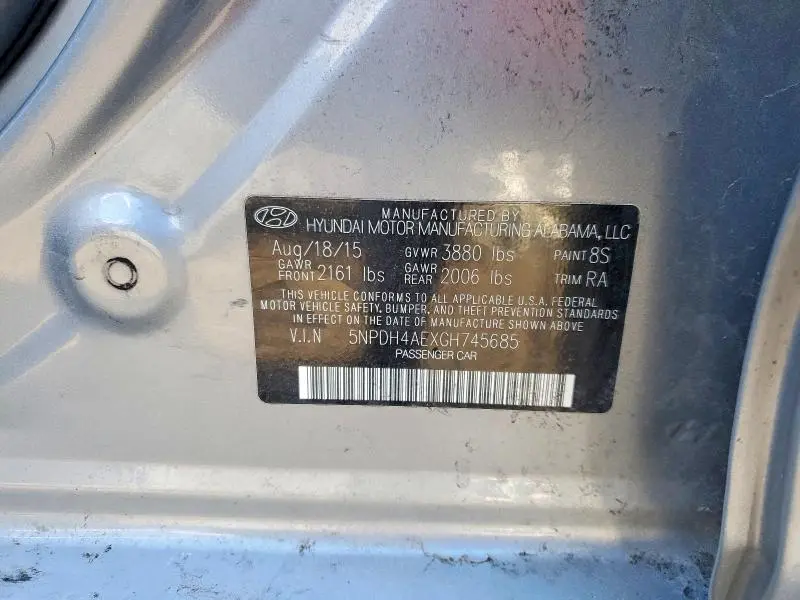 MANUFACTURED BY
HYUNDAI MOTOR MANUFACTURING ALABAMA, LLC
Aug/18/15 GVWR 3880 lbs PAINT 8S
GAWR FRONT 2161 lbs GAWR REAR 2006 lbs TRIM RA
THIS VEHICLE CONFORMS TO ALL APPLICABLE U.S.A. FEDERAL
MOTOR VEHICLE SAFETY, BUMPER, AND THEFT PREVENTION STANDARDS
IN EFFECT ON THE DATE OF MANUFACTURE SHOWN ABOVE.
V.I.N 5NPDH4AEXGH745685
PASSENGER CAR